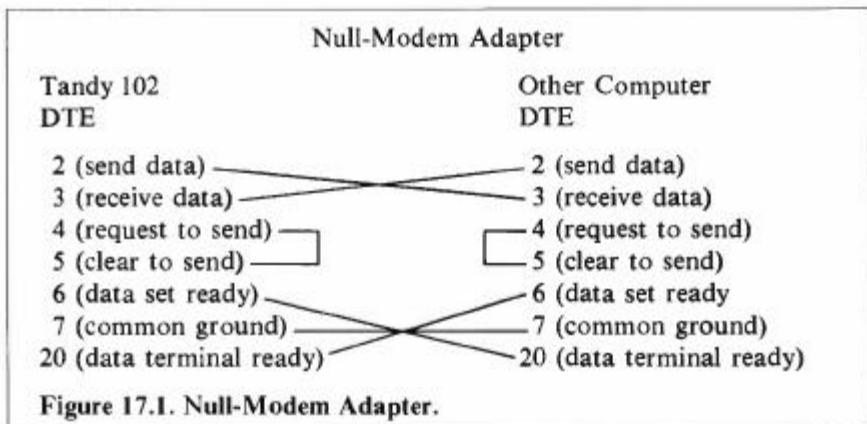 Null-Modem Adapter
Tandy 102 Other Computer
DTE DTE
2 (send data) 2 (send data)
3 (receive data) 3 (receive data)
4 (request to send) 4 (request to send)
5 (clear to send) 5 (clear to send)
6 (data set ready) 6 (data set ready
7 (common ground) 7 (common ground)
20 (data terminal ready) 20 (data terminal ready)
Figure 17.1. Null-Modem Adapter.